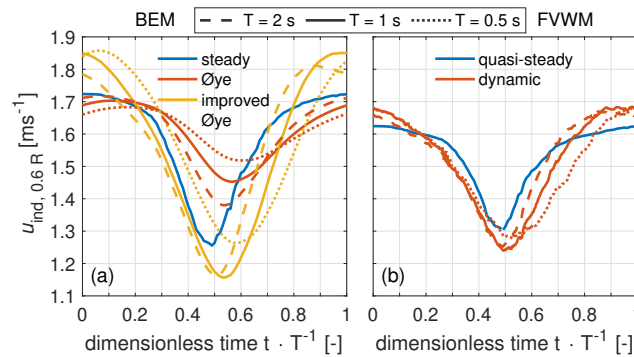 BEM T = 2 s T = 1 s T = 0.5 s FVWM
1.9
1.8
1.7
1.6
1.5
1.4
1.3
1.2
1.1
u_ind, 0.6 R [ms^-1]
steady
Øye
improved
Øye
(a)
0 0.2 0.4 0.6 0.8 1
dimensionless time t · T^-1 [-]
quasi-steady
dynamic
(b)
0 0.2 0.4 0.6 0.8 1
dimensionless time t · T^-1 [-]